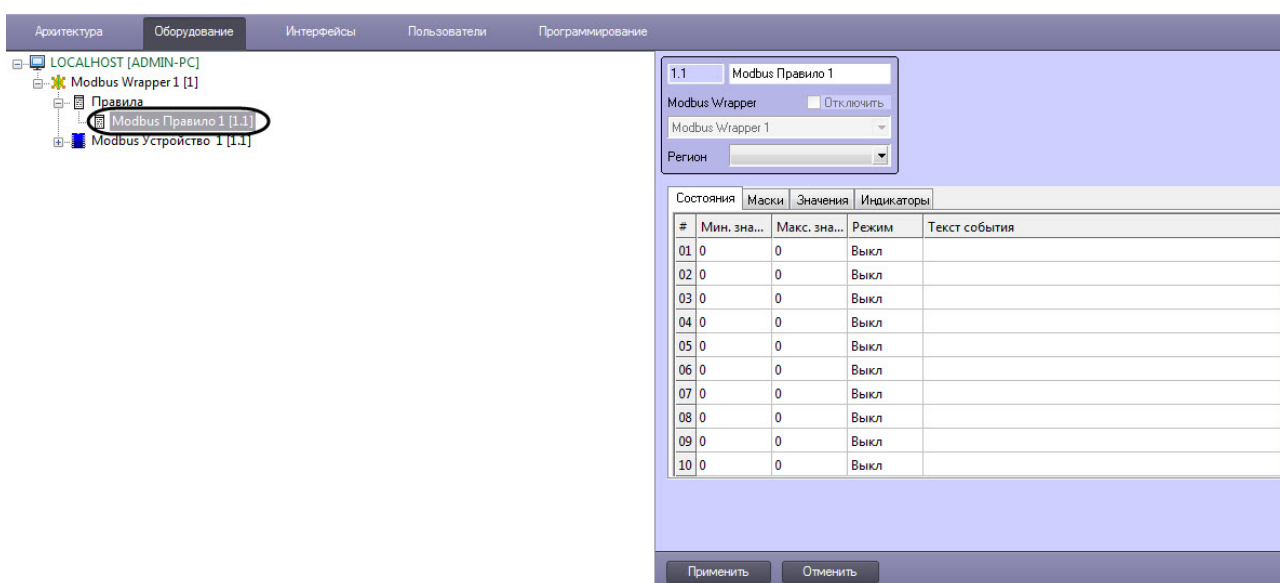 Архитектура Оборудование Интерфейсы Пользователи Программирование
LOCALHOST [ADMIN-PC]
Modbus Wrapper 1 [1]
Правила
Modbus Правило 1 [1.1]
Modbus Устройство 1 [1.1]
1.1 Modbus Правило 1
Modbus Wrapper Отключить
Modbus Wrapper 1
Регион
Состояния Маски Значения Индикаторы
# Мин. зна... Макс. зна... Режим Текст события
01 0 0 Выкл
02 0 0 Выкл
03 0 0 Выкл
04 0 0 Выкл
05 0 0 Выкл
06 0 0 Выкл
07 0 0 Выкл
08 0 0 Выкл
09 0 0 Выкл
10 0 0 Выкл
Применить Отменить